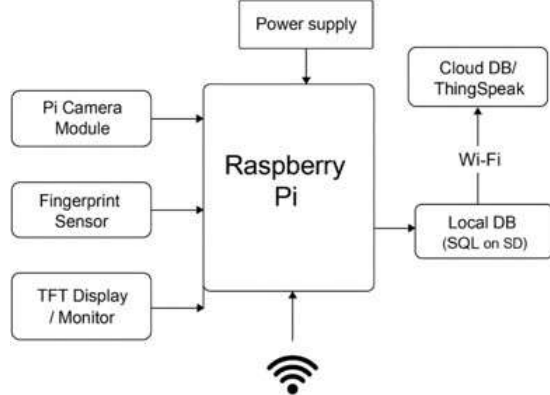 Power supply
Pi Camera
Module
Fingerprint
Sensor
TFT Display
/ Monitor
Raspberry
Pi
Cloud DB/
ThingSpeak
Wi-Fi
Local DB
(SQL on SD)